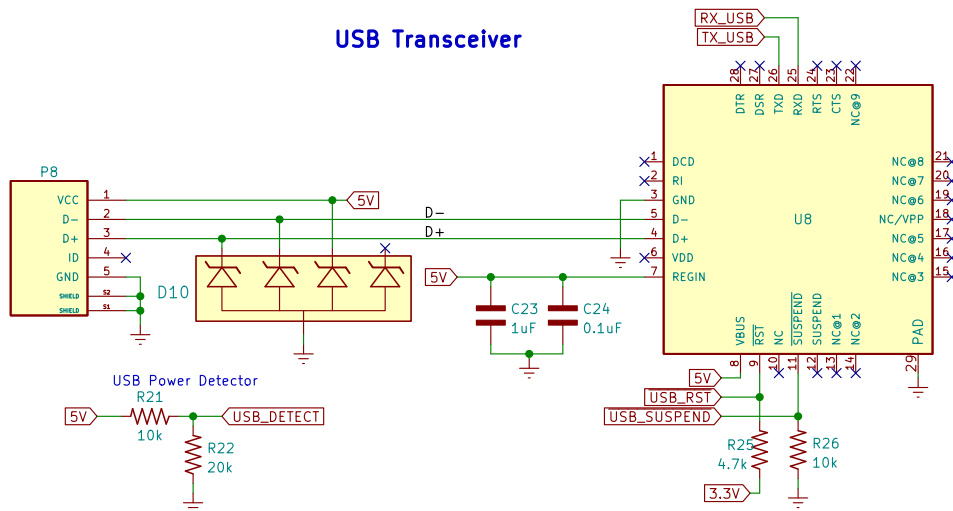 USB Transceiver
RX_USB
TX_USB
28 27 26 25 24 23 22
DTR DSR TXD RXD RTS CTS NC@9
P8
VCC 1
D- 2
D+ 3
ID 4
GND 5
SHIELD S2
SHIELD S1
5V
D-
D+
D10
1 DCD
2 RI
3 GND
5 D-
4 D+
6 VDD
7 REGIN
U8
NC@8 21
NC@7 20
NC@6 19
NC/VPP 18
NC@5 17
NC@4 16
NC@3 15
5V
C23
1uF
C24
0.1uF
VBUS RST NC SUSPEND SUSPEND NC@1 NC@2 PAD
8 9 10 11 12 13 14 29
5V
USB_RST
USB_SUSPEND
R25
4.7k
R26
10k
3.3V
USB Power Detector
5V
R21
10k
USB_DETECT
R22
20k